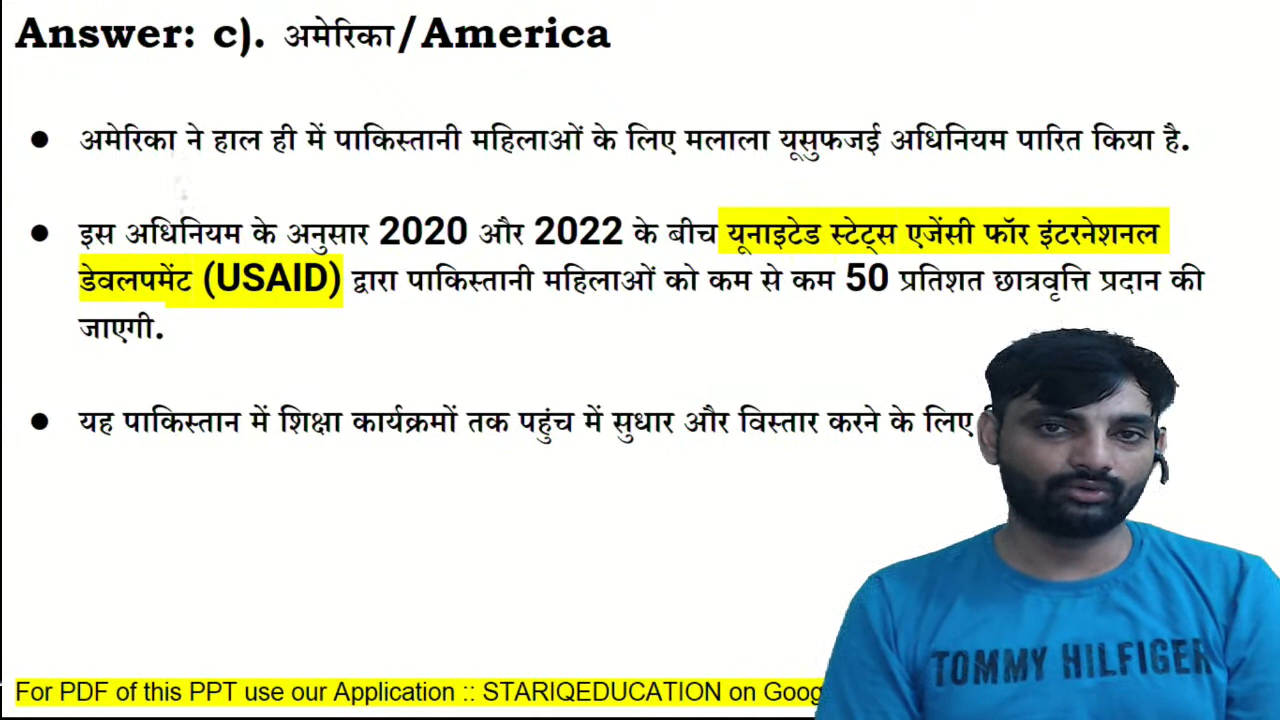 Answer: c). अमेरिका/America
● अमेरिका ने हाल ही में पाकिस्तानी महिलाओं के लिए मलाला यूसुफजई अधिनियम पारित किया है.
● इस अधिनियम के अनुसार 2020 और 2022 के बीच यूनाइटेड स्टेट्स एजेंसी फॉर इंटरनेशनल
डेवलपमेंट (USAID) द्वारा पाकिस्तानी महिलाओं को कम से कम 50 प्रतिशत छात्रवृत्ति प्रदान की
जाएगी.
● यह पाकिस्तान में शिक्षा कार्यक्रमों तक पहुंच में सुधार और विस्तार करने के लिए
TOMMY HILFIGER
For PDF of this PPT use our Application :: STARIQEDUCATION on Goog